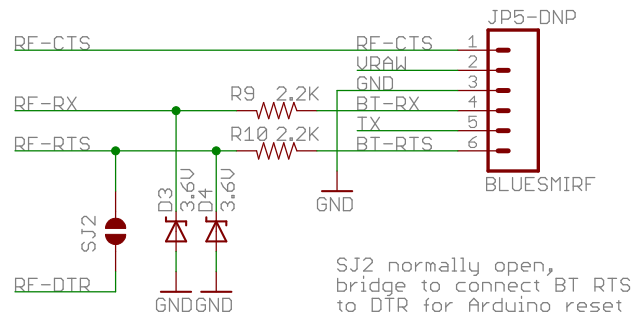 JP5-DNP
RF-CTS RF-CTS 1
VRAW 2
GND 3
RF-RX R9 2.2K BT-RX 4
TX 5
RF-RTS R10 2.2K BT-RTS 6
BLUESMIRF
GND
D3 3.6V D4 3.6V
SJ2
RF-DTR
GND GND
SJ2 normally open,
bridge to connect BT RTS
to DTR for Arduino reset